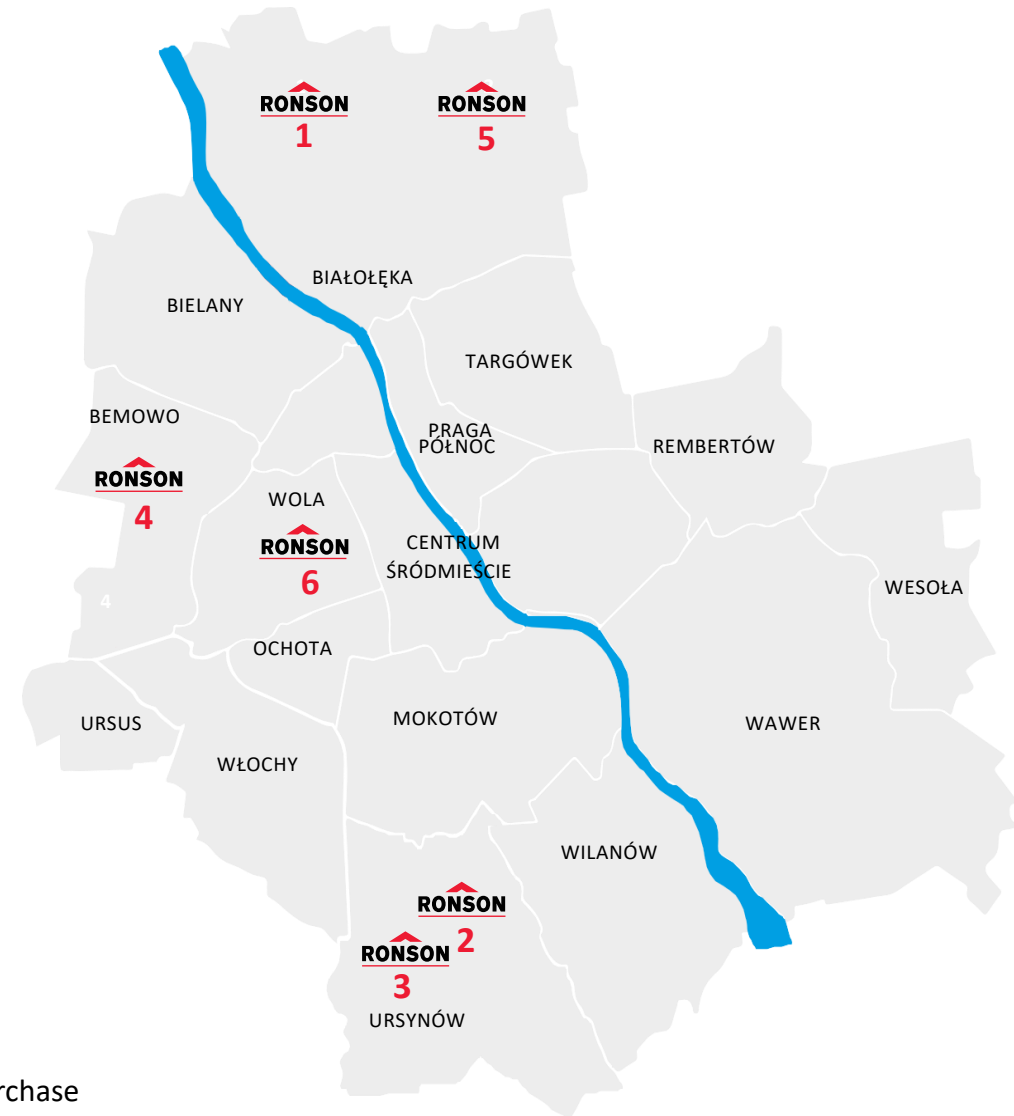 RONSON
1
RONSON
5
BIAŁOŁĘKA
BIELANY
TARGÓWEK
BEMOWO
PRAGA
PÓŁNOC
REMBERTÓW
RONSON
4
WOLA
RONSON
6
CENTRUM
ŚRÓDMIEŚCIE
WESOŁA
4
OCHOTA
URSUS
MOKOTÓW
WAWER
WŁOCHY
WILANÓW
RONSON
2
RONSON
3
URSYNÓW
rchase